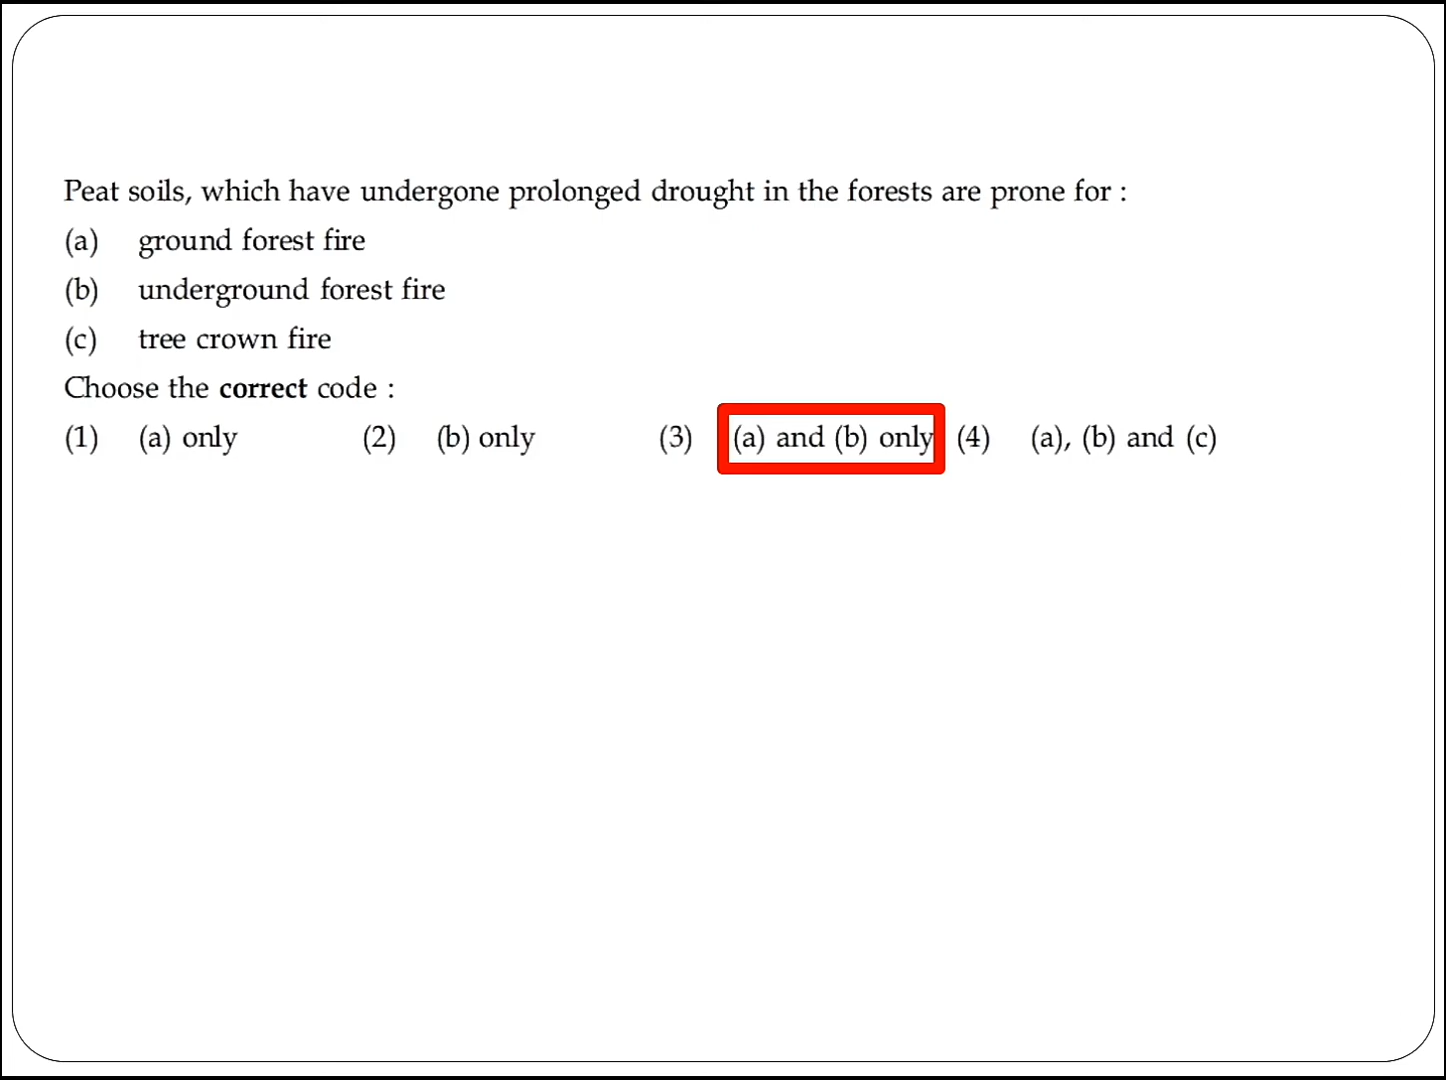 Peat soils, which have undergone prolonged drought in the forests are prone for :
(a) ground forest fire
(b) underground forest fire
(c) tree crown fire
Choose the correct code :
(1) (a) only (2) (b) only (3) (a) and (b) only (4) (a), (b) and (c)